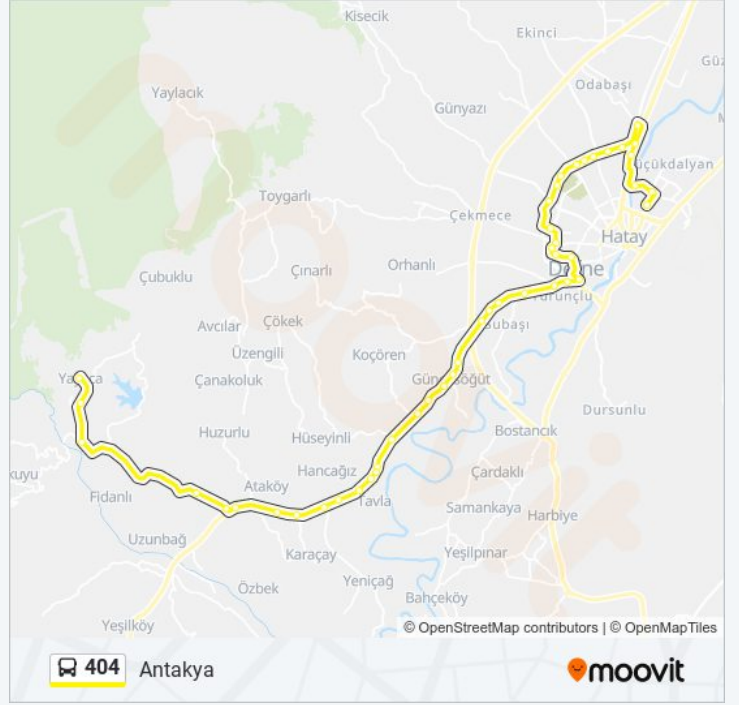 Kisecik
Ekinci
Yaylacık
Odabaşı
Günyazı
Toygarlı
Çekmece
Hatay
Orhanlı
Çınarlı
Çubuklu
Avcılar
Çökek
Üzengili
Koçören
Çanakoluk
Dursunlu
Huzurlu
Hüseyinli
Bostancık
Hancağız
Çardaklı
Ataköy
Fidanlı
Tavla
Samankaya
Harbiye
Uzunbağ
Karaçay
Yeşilpınar
Özbek
Yeniçağ
Bahçeköy
Yeşilköy
© OpenStreetMap contributors | © OpenMapTiles
404 Antakya
moovit